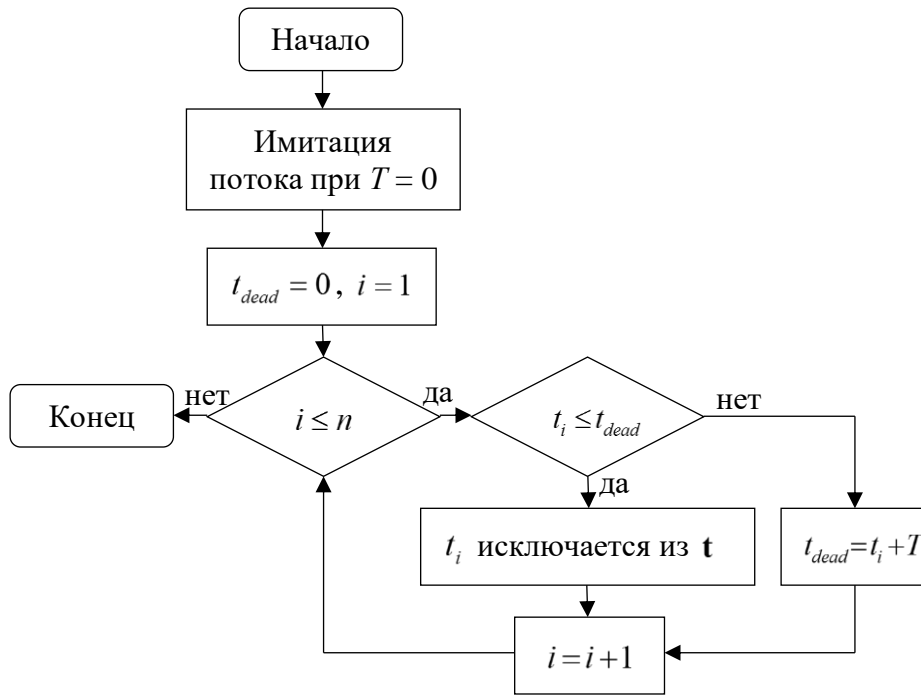 Начало
Имитация
потока при T = 0
t_dead = 0, i = 1
нет
да
нет
Конец
i ≤ n
t_i ≤ t_dead
да
t_i исключается из t
t_dead = t_i + T
i = i + 1